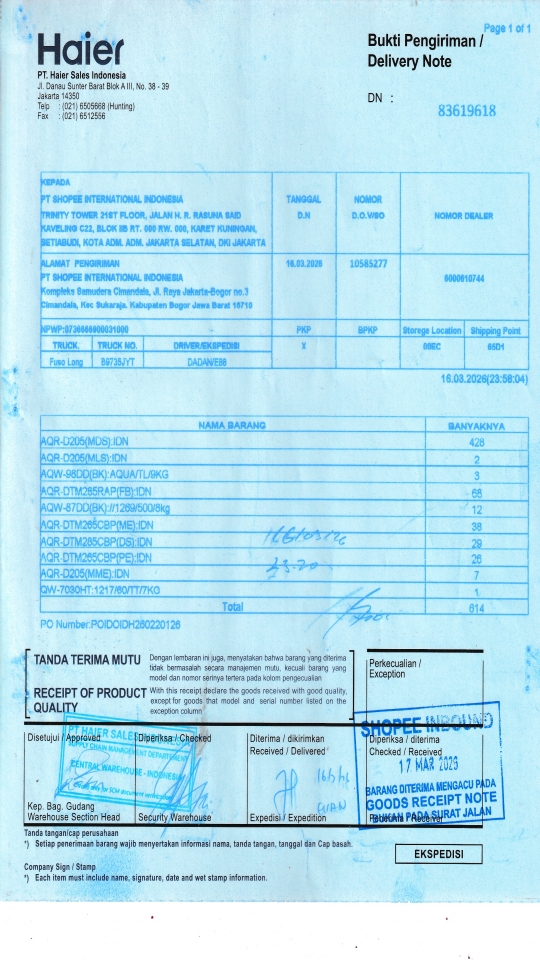 Page 1 of 1
Haier
Bukti Pengiriman /
Delivery Note
PT. Haier Sales Indonesia
Jl. Danau Sunter Barat Blok A III, No. 38 - 39
Jakarta 14350
Telp : (021) 6505668 (Hunting)
Fax : (021) 6512556
DN :
83619618
KEPADA
PT SHOPEE INTERNATIONAL INDONESIA
TRINITY TOWER 21ST FLOOR, JALAN H. R. RASUNA SAID
KAVELING C22, BLOK IIB RT. 000 RW. 000, KARET KUNINGAN,
SETIABUDI, KOTA ADM. ADM. JAKARTA SELATAN, DKI JAKARTA
TANGGAL
D.N
NOMOR
D.O.V/SO
NOMOR DEALER
ALAMAT PENGIRIMAN
PT SHOPEE INTERNATIONAL INDONESIA
Kompleks Samudera Cimandala, Jl. Raya Jakarta-Bogor no.3
Cimandala, Kec Sukaraja. Kabupaten Bogor Jawa Barat 16710
16.03.2026
10585277
0000610744
PKP BPKP Storege Location Shipping Point
TRUCK. TRUCK NO. DRIVER/EKSPEDISI X 00EC 65D1
Fuso Long B9735JYT DADAN/E86
16.03.2026(23:56:04)
NAMA BARANG BANYAKNYA
AQR-D205(MDS):IDN 428
AQR-D205(MLS):IDN 2
AQW-98DD(BK):AQUA/TL/9KG 3
AQR-DTM285RAP(FB):IDN 68
AQW-87DD(BK)://1269/500/8kg 12
AQR-DTM265CBP(ME):IDN 38
AQR-DTM285CBP(DS):IDN 29
AQR-DTM265CBP(PE):IDN 26
AQR-D205(MME):IDN 7
QW-7030HT:1217/60/TT/7KG 1
Total 614
PO Number:POIDOIDH260220126
TANDA TERIMA MUTU
Dengan lembaran ini juga, menyatakan bahwa barang yang diterima
tidak bermasalah secara manajemen mutu, kecuali barang yang
model dan nomor serinya tertera pada kolom pengecualian
RECEIPT OF PRODUCT
QUALITY
With this receipt declare the goods received with good quality,
except for goods that model and serial number listed on the
exception column
Perkecualian /
Exception
Disetujui / Approved
Diperiksa / Checked
Diterima / dikirimkan
Received / Delivered
Diperiksa / diterima
Checked / Received
PT HAIER SALES
SUPPLY CHAIN MANAGEMENT DEPARTEMENT
CENTRAL WAREHOUSE - INDONESIA
SHOPEE INBOUND
17 MAR 2026
BARANG DITERIMA MENGACU PADA
GOODS RECEIPT NOTE
BUKAN PADA SURAT JALAN
Kep. Bag. Gudang
Warehouse Section Head
Security Warehouse
Expedisi / Expedition
Tanda tangan/cap perusahaan
*) Setiap penerimaan barang wajib menyertakan informasi nama, tanda tangan, tanggal dan Cap basah.
EKSPEDISI
Company Sign / Stamp
*) Each item must include name, signature, date and wet stamp information.